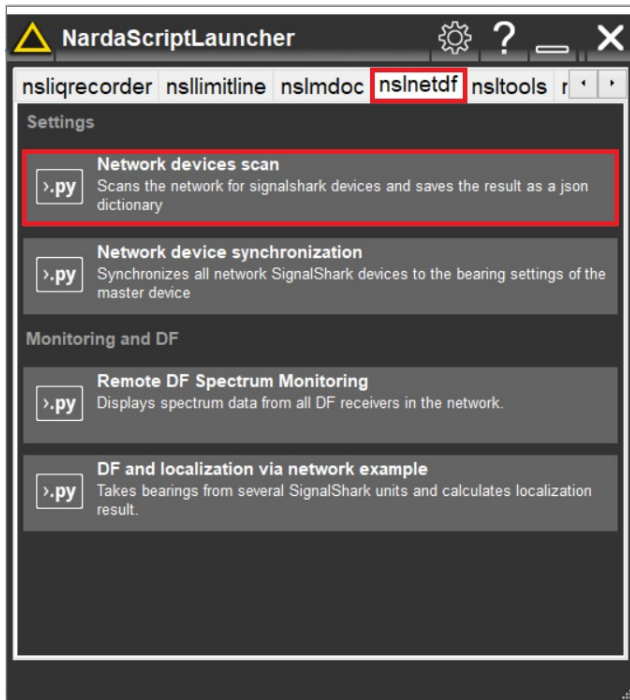 NardaScriptLauncher
nsliqrecorder nsllimitline nslmdoc nslnetdf nsltools
Settings
Network devices scan
>.py
Scans the network for signalshark devices and saves the result as a json
dictionary
Network device synchronization
>.py
Synchronizes all network SignalShark devices to the bearing settings of the
master device
Monitoring and DF
Remote DF Spectrum Monitoring
>.py
Displays spectrum data from all DF receivers in the network.
DF and localization via network example
>.py
Takes bearings from several SignalShark units and calculates localization
result.